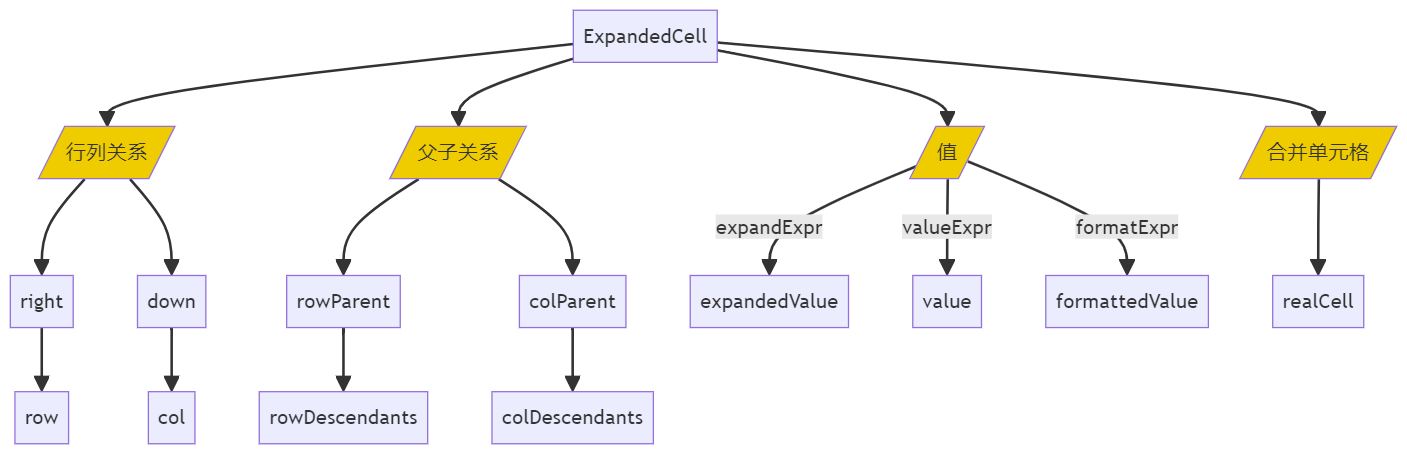 ExpandedCell
行列关系
父子关系
值
合并单元格
expandExpr
valueExpr
formatExpr
right
down
rowParent
colParent
expandedValue
value
formattedValue
realCell
row
col
rowDescendants
colDescendants